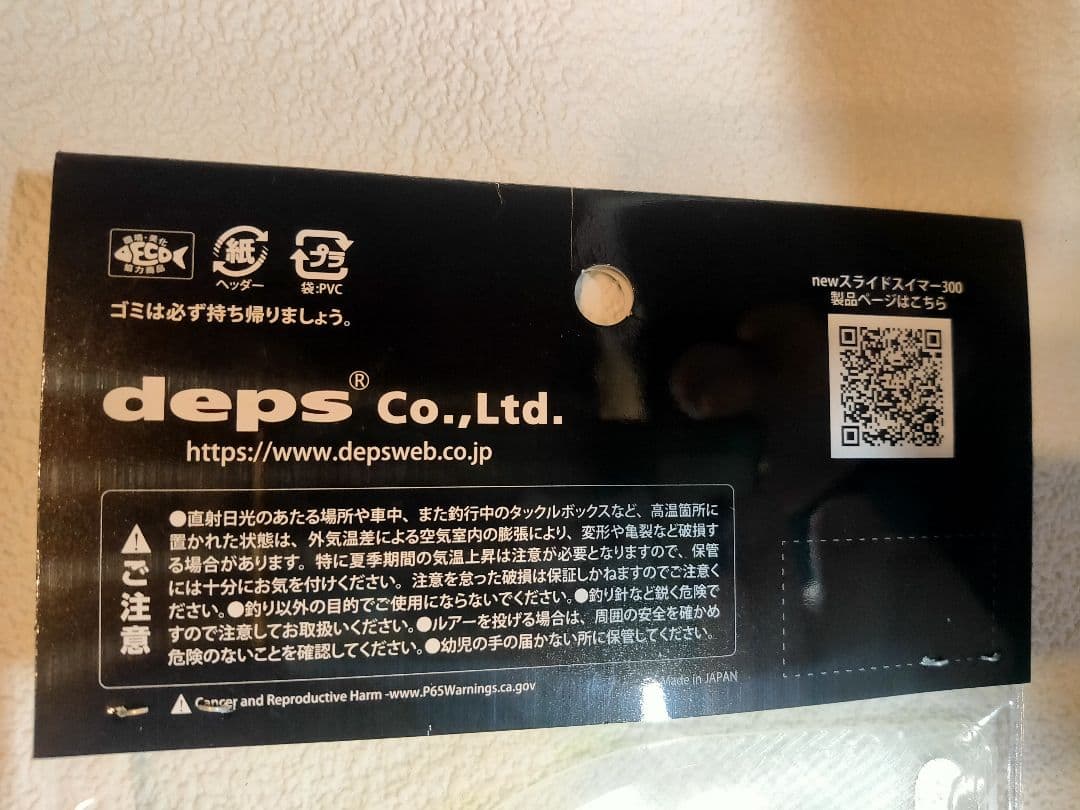 環境・美化
ECO
協力商品
紙
ヘッダー
プラ
袋:PVC
ゴミは必ず持ち帰りましょう。
newスライドスイマー300
製品ページはこちら
deps® Co.,Ltd.
https://www.depsweb.co.jp
⚠ご注意
●直射日光のあたる場所や車中、また釣行中のタックルボックスなど、高温箇所に
置かれた状態は、外気温差による空気室内の膨張により、変形や亀裂など破損す
る場合があります。特に夏季期間の気温上昇は注意が必要となりますので、保管
には十分にお気を付けください。注意を怠った破損は保証しかねますのでご注意く
ださい。●釣り以外の目的でご使用にならないでください。●釣り針など鋭く危険で
すので注意してお取扱いください。●ルアーを投げる場合は、周囲の安全を確かめ
危険のないことを確認してください。●幼児の手の届かない所に保管してください。
⚠ Cancer and Reproductive Harm -www.P65Warnings.ca.gov
Made in JAPAN